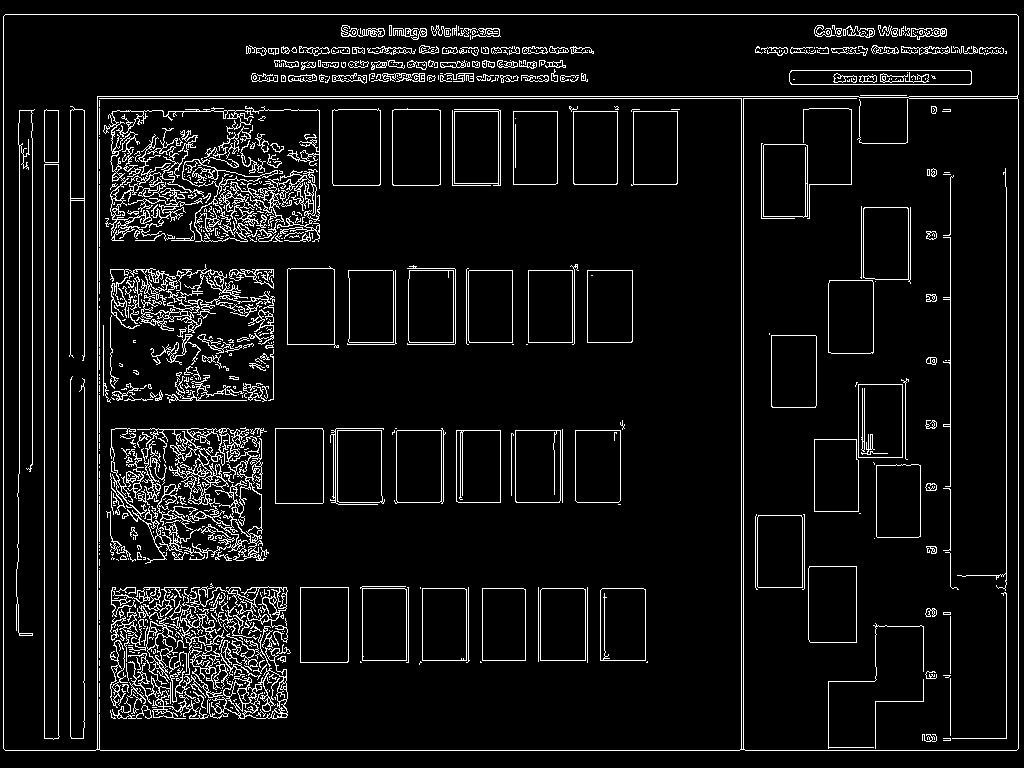 Source Image Workspace
Drag up to 4 images onto the workspace. Click and drag to sample colors from them.
When you have a color you like, drag its swatch to the Color Map Panel.
Delete a swatch by pressing BACKSPACE or DELETE when your mouse is over it.
ColorMap Workspace
Arrange swatches vertically. Colors interpolated in Lab space.
Save and Download!
0
10
20
30
40
50
60
70
80
90
100